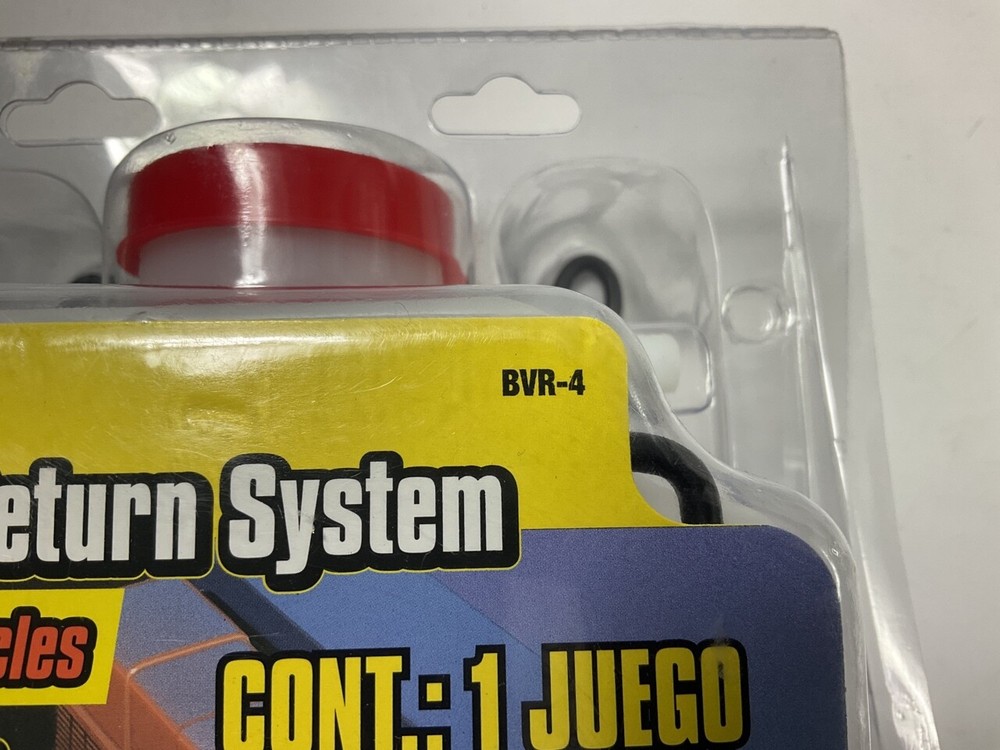 BVR-4
eturn System
cles
CONT.: 1 JUEGO